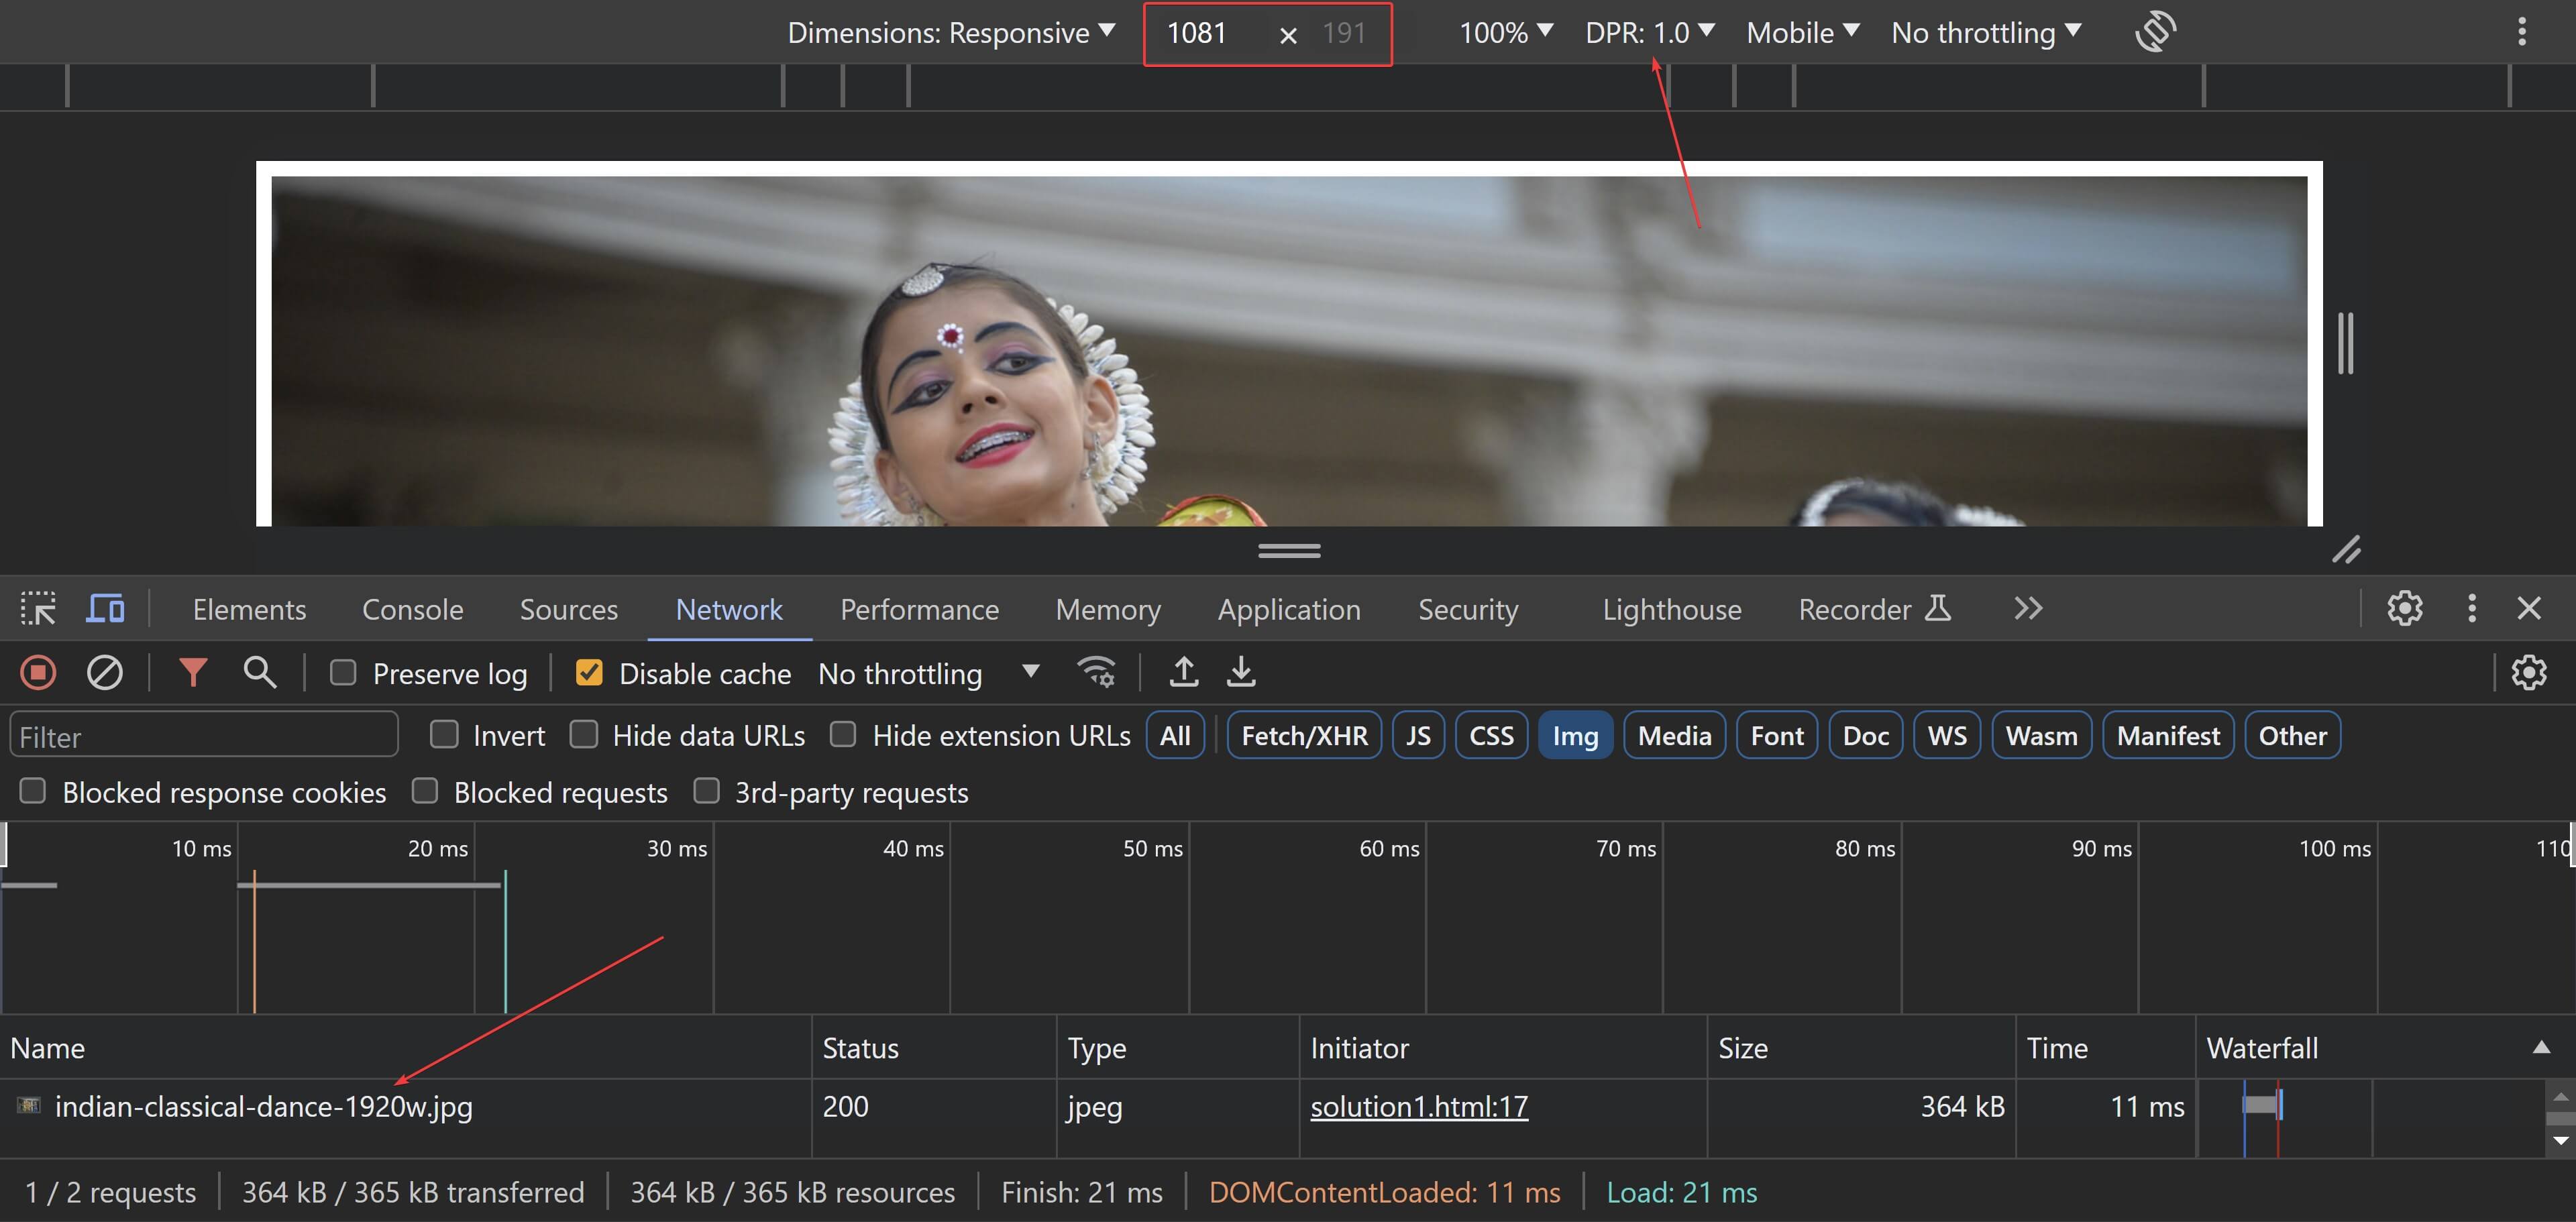 Dimensions: Responsive 1081 × 191 100% DPR: 1.0 Mobile No throttling
Elements Console Sources Network Performance Memory Application Security Lighthouse Recorder
Preserve log Disable cache No throttling
Filter Invert Hide data URLs Hide extension URLs All Fetch/XHR JS CSS Img Media Font Doc WS Wasm Manifest Other
Blocked response cookies Blocked requests 3rd-party requests
10 ms 20 ms 30 ms 40 ms 50 ms 60 ms 70 ms 80 ms 90 ms 100 ms 110
Name Status Type Initiator Size Time Waterfall
indian-classical-dance-1920w.jpg 200 jpeg solution1.html:17 364 kB 11 ms
1 / 2 requests 364 kB / 365 kB transferred 364 kB / 365 kB resources Finish: 21 ms DOMContentLoaded: 11 ms Load: 21 ms